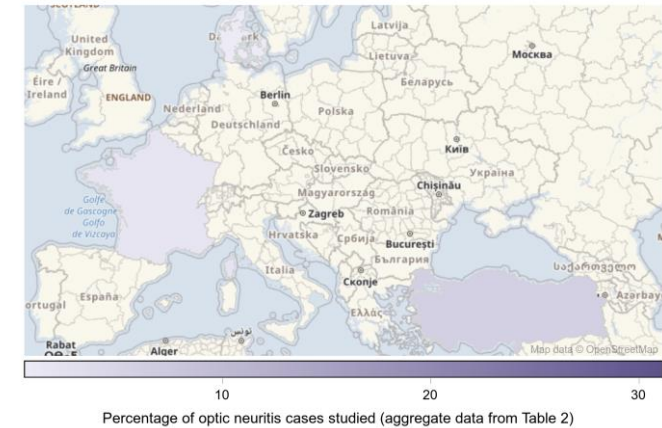 SCOTLAND
Latvija
United
Kingdom
Great Britain
Lietuva
Москва
Éire /
Ireland
ENGLAND
Nederland
Berlin
Беларусь
Polska
Deutschland
Česko
Київ
Україна
Slovensko
Chișinău
Magyarország
Golfe
de Gascogne
Golfo
de Vizcaya
Zagreb
România
Hrvatska
Србија
București
България
Italia
Скопје
საქართველო
Azərbay
ortugal
España
Ελλάς
Rabat
Alger
تونس
Map data © OpenStreetMap
10 20 30
Percentage of optic neuritis cases studied (aggregate data from Table 2)